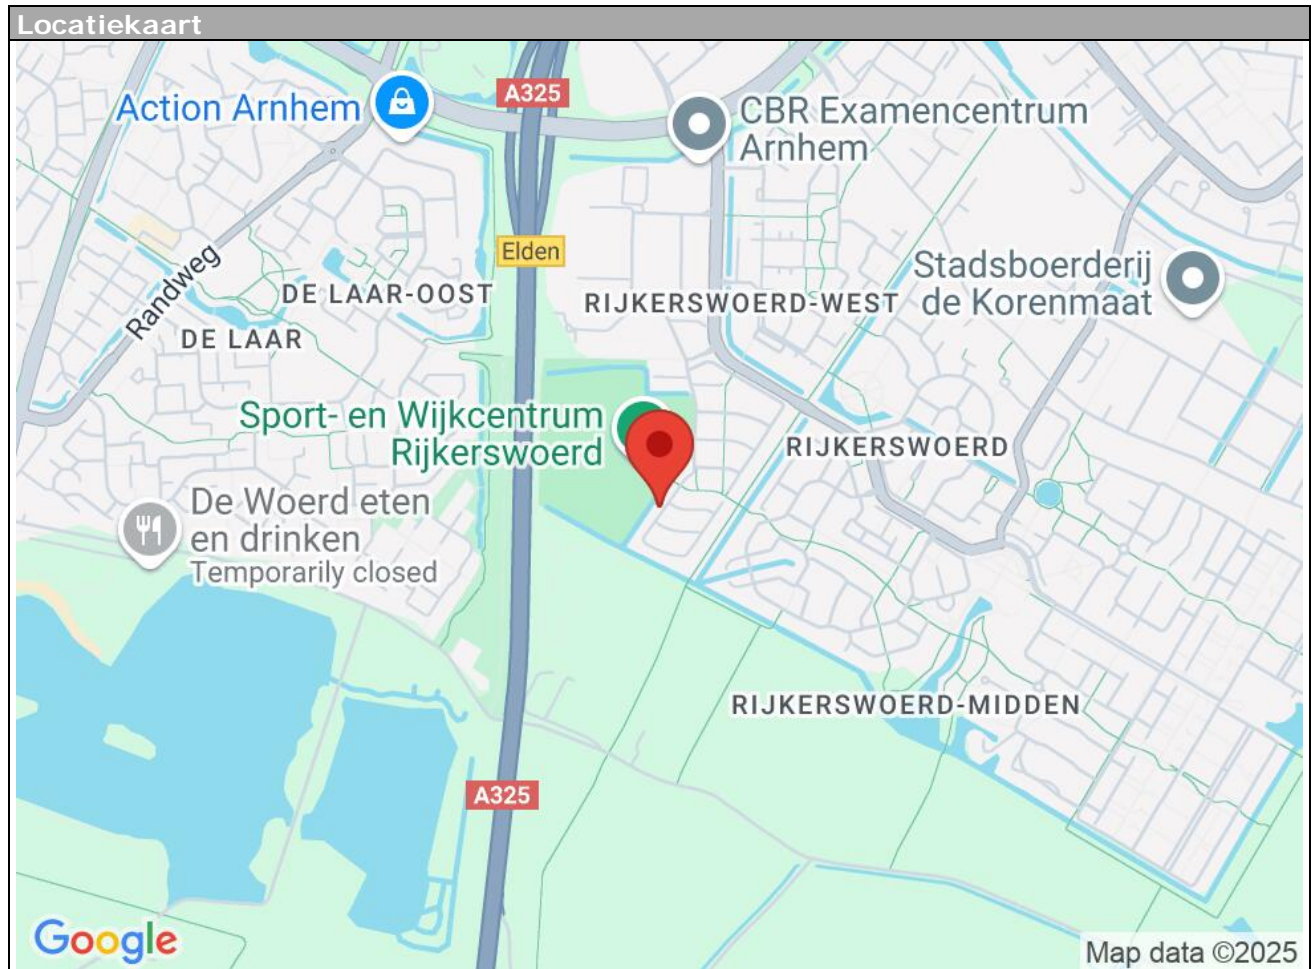 Locatiekaart
A325
Action Arnhem
CBR Examencentrum
Arnhem
Elden
Randweg
DE LAAR-OOST
DE LAAR
RIJKERSWOERD-WEST
Stadsboerderij
de Korenmaat
Sport- en Wijkcentrum
Rijkerswoerd
RIJKERSWOERD
De Woerd eten
en drinken
Temporarily closed
RIJKERSWOERD-MIDDEN
A325
Google
Map data ©2025